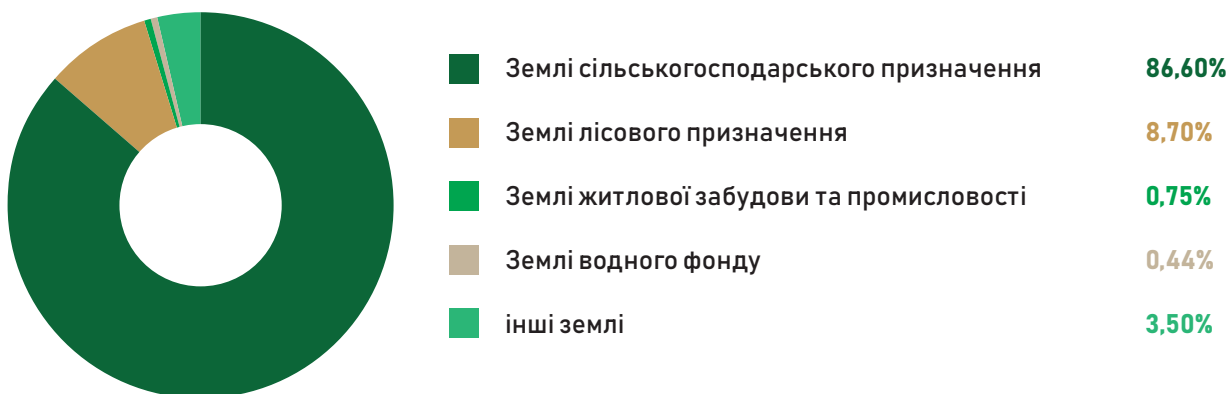 Землі сільськогосподарського призначення 86,60%
Землі лісового призначення 8,70%
Землі житлової забудови та промисловості 0,75%
Землі водного фонду 0,44%
інші землі 3,50%